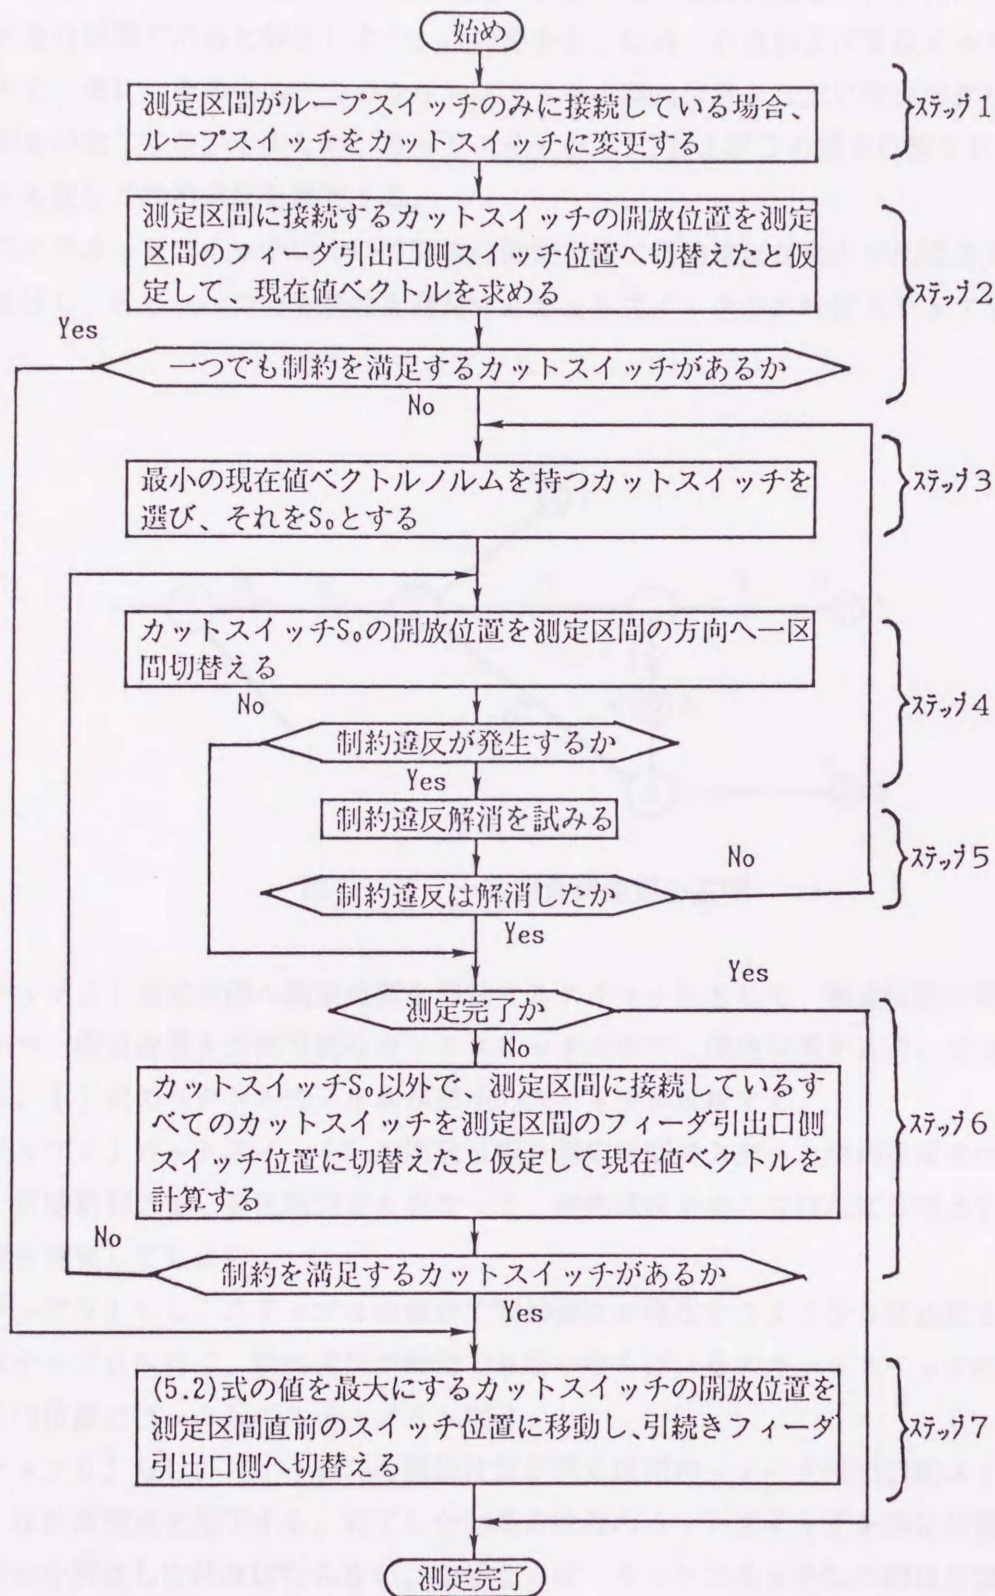 始め
測定区間がループスイッチのみに接続している場合、
ループスイッチをカットスイッチに変更する
ステップ1
測定区間に接続するカットスイッチの開放位置を測定
区間のフィーダ引出口側スイッチ位置へ切替えたと仮
定して、現在値ベクトルを求める
ステップ2
Yes
一つでも制約を満足するカットスイッチがあるか
No
最小の現在値ベクトルノルムを持つカットスイッチを
選び、それをS₀とする
ステップ3
カットスイッチS₀の開放位置を測定区間の方向へ一区
間切替える
ステップ4
No
制約違反が発生するか
Yes
制約違反解消を試みる
ステップ5
No
制約違反は解消したか
Yes
Yes
測定完了か
No
カットスイッチS₀以外で、測定区間に接続しているす
べてのカットスイッチを測定区間のフィーダ引出口側
スイッチ位置に切替えたと仮定して現在値ベクトルを
計算する
ステップ6
No
制約を満足するカットスイッチがあるか
Yes
(5.2)式の値を最大にするカットスイッチの開放位置を
測定区間直前のスイッチ位置に移動し、引続きフィーダ
引出口側へ切替える
ステップ7
測定完了